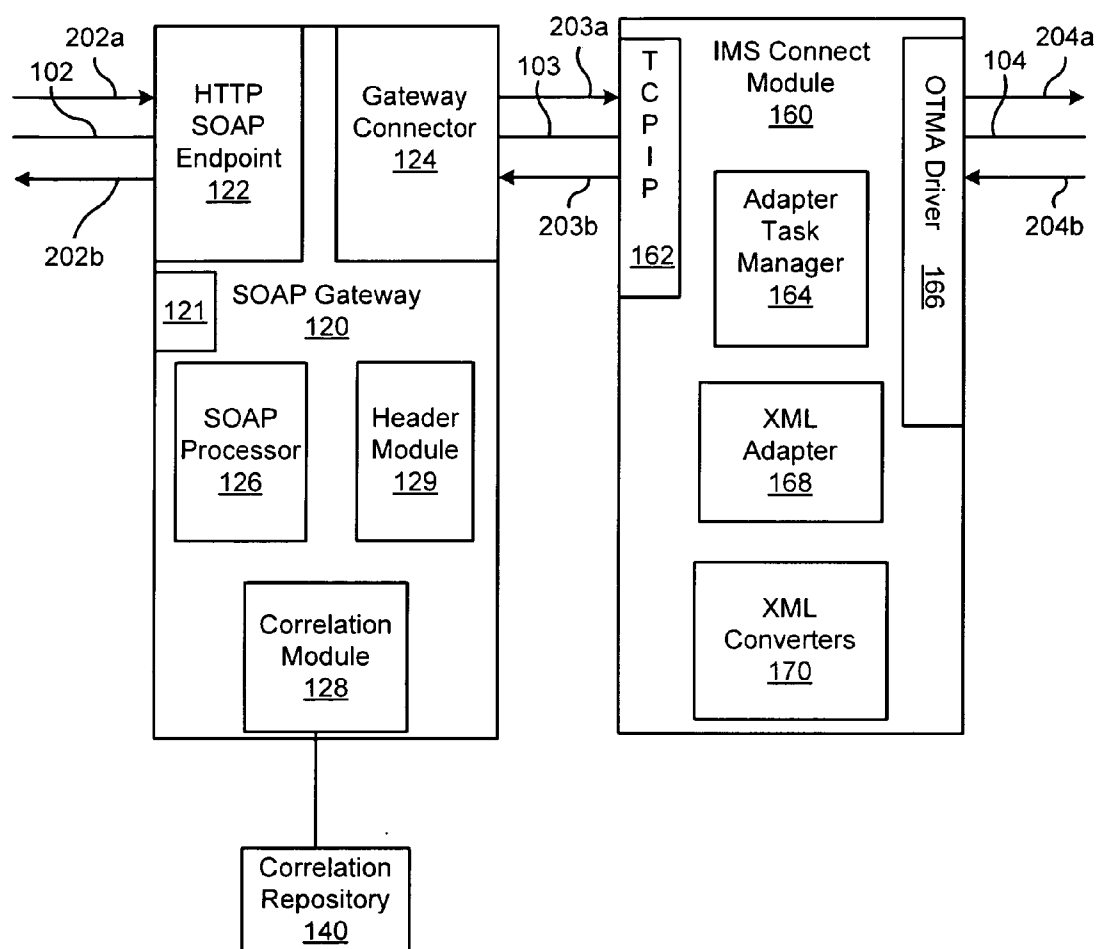 202a
102
202b
HTTP
SOAP
Endpoint
122
Gateway
Connector
124
121
SOAP Gateway
120
SOAP
Processor
126
Header
Module
129
Correlation
Module
128
Correlation
Repository
140
203a
103
203b
TCPIP
162
IMS Connect
Module
160
Adapter
Task
Manager
164
XML
Adapter
168
XML
Converters
170
OTMA Driver
166
204a
104
204b